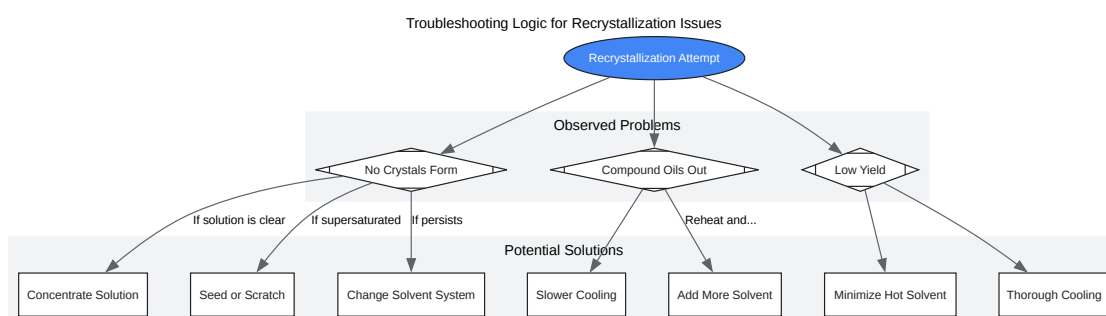 Troubleshooting Logic for Recrystallization Issues
Recrystallization Attempt
Observed Problems
No Crystals Form
Compound Oils Out
Low Yield
If solution is clear
If supersaturated
If persists
Reheat and...
Potential Solutions
Concentrate Solution
Seed or Scratch
Change Solvent System
Slower Cooling
Add More Solvent
Minimize Hot Solvent
Thorough Cooling